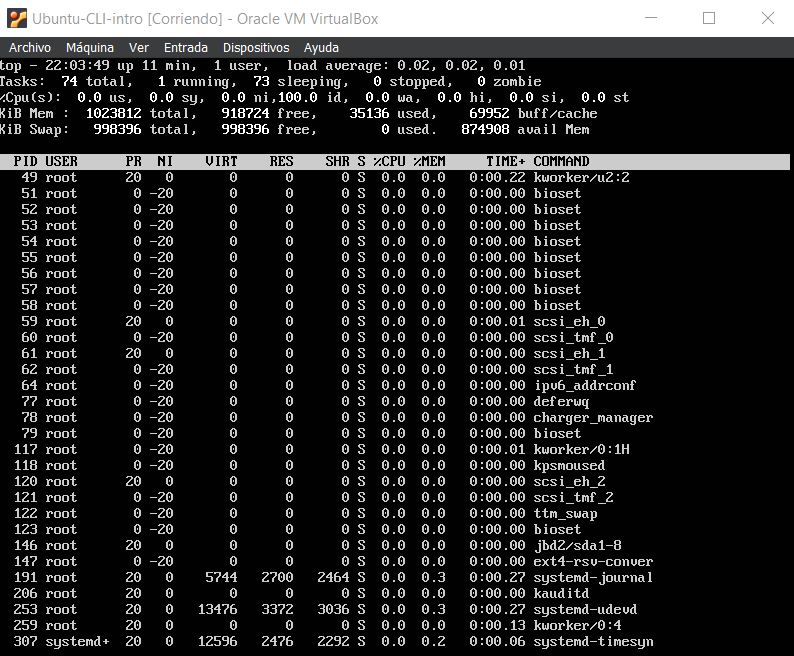 Ubuntu-CLI-intro [Corriendo] - Oracle VM VirtualBox
Archivo Máquina Ver Entrada Dispositivos Ayuda
top - 22:03:49 up 11 min,  1 user,  load average: 0.02, 0.02, 0.01
Tasks:  74 total,   1 running,  73 sleeping,   0 stopped,   0 zombie
%Cpu(s):  0.0 us,  0.0 sy,  0.0 ni,100.0 id,  0.0 wa,  0.0 hi,  0.0 si,  0.0 st
KiB Mem :  1023812 total,   918724 free,    35136 used,    69952 buff/cache
KiB Swap:   998396 total,   998396 free,        0 used.   874908 avail Mem
PID USER      PR  NI    VIRT    RES    SHR S %CPU %MEM     TIME+ COMMAND
49 root      20   0       0      0      0 S  0.0  0.0   0:00.22 kworker/u2:2
51 root       0 -20       0      0      0 S  0.0  0.0   0:00.00 bioset
52 root       0 -20       0      0      0 S  0.0  0.0   0:00.00 bioset
53 root       0 -20       0      0      0 S  0.0  0.0   0:00.00 bioset
54 root       0 -20       0      0      0 S  0.0  0.0   0:00.00 bioset
55 root       0 -20       0      0      0 S  0.0  0.0   0:00.00 bioset
56 root       0 -20       0      0      0 S  0.0  0.0   0:00.00 bioset
57 root       0 -20       0      0      0 S  0.0  0.0   0:00.00 bioset
58 root       0 -20       0      0      0 S  0.0  0.0   0:00.00 bioset
59 root      20   0       0      0      0 S  0.0  0.0   0:00.01 scsi_eh_0
60 root       0 -20       0      0      0 S  0.0  0.0   0:00.00 scsi_tmf_0
61 root      20   0       0      0      0 S  0.0  0.0   0:00.00 scsi_eh_1
62 root       0 -20       0      0      0 S  0.0  0.0   0:00.00 scsi_tmf_1
64 root       0 -20       0      0      0 S  0.0  0.0   0:00.00 ipv6_addrconf
77 root       0 -20       0      0      0 S  0.0  0.0   0:00.00 deferwq
78 root       0 -20       0      0      0 S  0.0  0.0   0:00.00 charger_manager
79 root       0 -20       0      0      0 S  0.0  0.0   0:00.00 bioset
117 root       0 -20       0      0      0 S  0.0  0.0   0:00.01 kworker/0:1H
118 root       0 -20       0      0      0 S  0.0  0.0   0:00.00 kpsmoused
120 root      20   0       0      0      0 S  0.0  0.0   0:00.00 scsi_eh_2
121 root       0 -20       0      0      0 S  0.0  0.0   0:00.00 scsi_tmf_2
122 root       0 -20       0      0      0 S  0.0  0.0   0:00.00 ttm_swap
123 root       0 -20       0      0      0 S  0.0  0.0   0:00.00 bioset
146 root      20   0       0      0      0 S  0.0  0.0   0:00.00 jbd2/sda1-8
147 root       0 -20       0      0      0 S  0.0  0.0   0:00.00 ext4-rsv-conver
191 root      20   0    5744   2700   2464 S  0.0  0.3   0:00.27 systemd-journal
206 root      20   0       0      0      0 S  0.0  0.0   0:00.00 kauditd
253 root      20   0   13476   3372   3036 S  0.0  0.3   0:00.27 systemd-udevd
259 root      20   0       0      0      0 S  0.0  0.0   0:00.13 kworker/0:4
307 systemd+  20   0   12596   2476   2292 S  0.0  0.2   0:00.06 systemd-timesyn